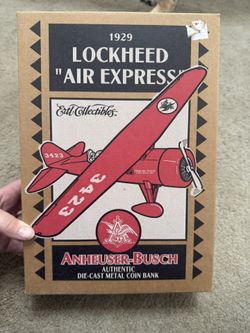 1929
LOCKHEED
"AIR EXPRESS"
Ertl Collectibles
3423
3423
ANHEUSER-BUSCH
AUTHENTIC
DIE-CAST METAL COIN BANK